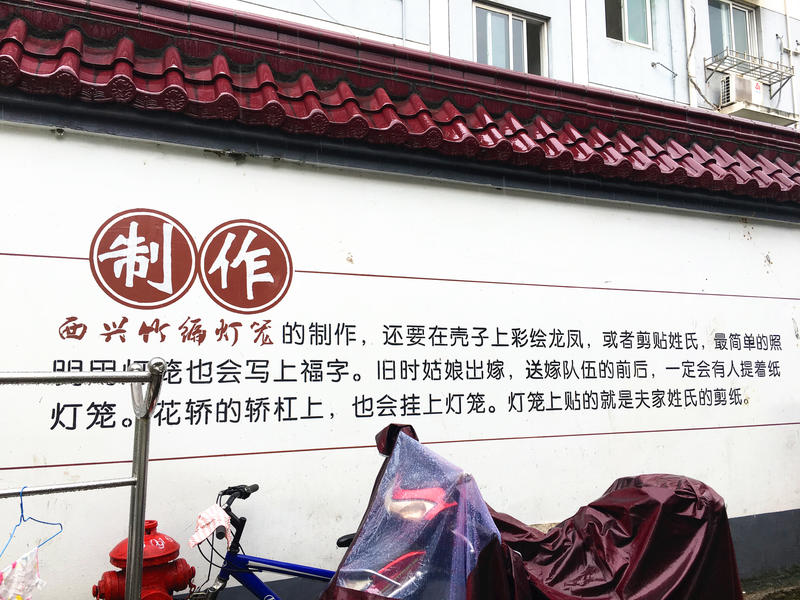 制作
西兴竹编灯笼的制作，还要在壳子上彩绘龙凤，或者剪贴姓氏，最简单的照
明用灯笼也会写上福字。旧时姑娘出嫁，送嫁队伍的前后，一定会有人提着纸
灯笼。花轿的轿杠上，也会挂上灯笼。灯笼上贴的就是夫家姓氏的剪纸。